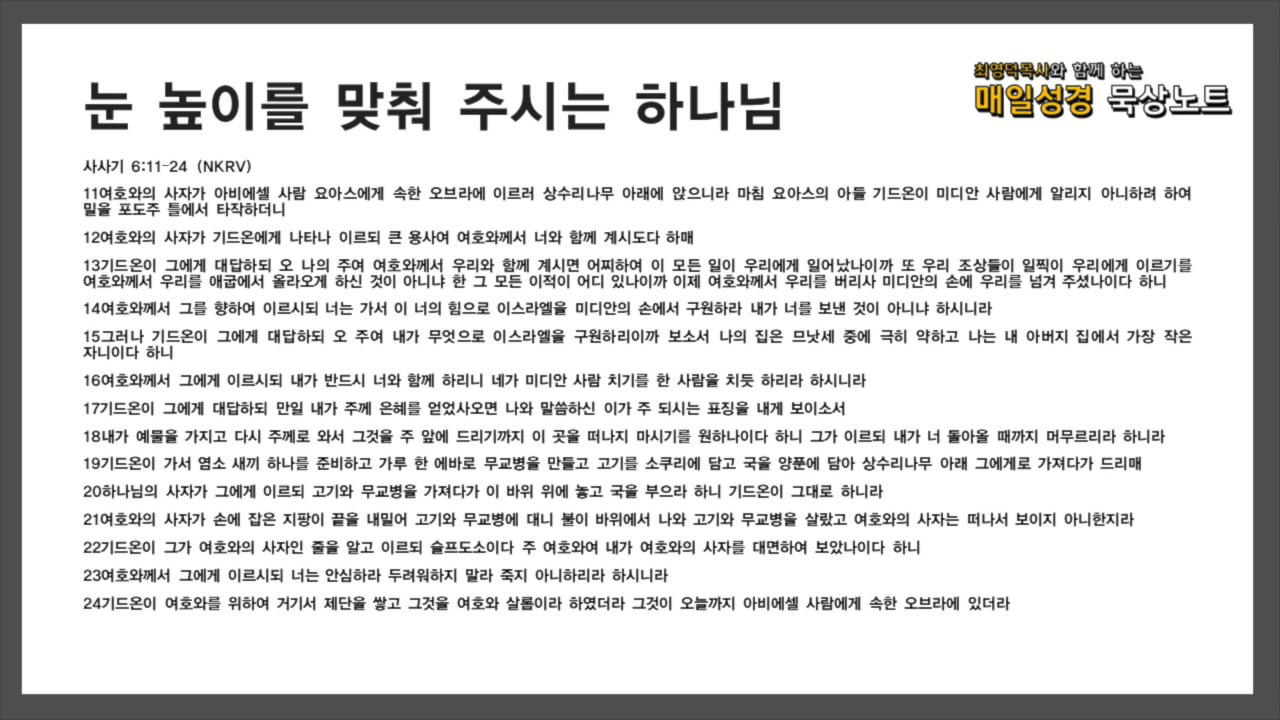 눈 높이를 맞춰 주시는 하나님
최영덕목사와 함께 하는
매일성경 묵상노트
사사기 6:11-24 (NKRV)
11여호와의 사자가 아비에셀 사람 요아스에게 속한 오브라에 이르러 상수리나무 아래에 앉으니라 마침 요아스의 아들 기드온이 미디안 사람에게 알리지 아니하려 하여
밀을 포도주 틀에서 타작하더니
12여호와의 사자가 기드온에게 나타나 이르되 큰 용사여 여호와께서 너와 함께 계시도다 하매
13기드온이 그에게 대답하되 오 나의 주여 여호와께서 우리와 함께 계시면 어찌하여 이 모든 일이 우리에게 일어났나이까 또 우리 조상들이 일찍이 우리에게 이르기를
여호와께서 우리를 애굽에서 올라오게 하신 것이 아니냐 한 그 모든 이적이 어디 있나이까 이제 여호와께서 우리를 버리사 미디안의 손에 우리를 넘겨 주셨나이다 하니
14여호와께서 그를 향하여 이르시되 너는 가서 이 너의 힘으로 이스라엘을 미디안의 손에서 구원하라 내가 너를 보낸 것이 아니냐 하시니라
15그러나 기드온이 그에게 대답하되 오 주여 내가 무엇으로 이스라엘을 구원하리이까 보소서 나의 집은 므낫세 중에 극히 약하고 나는 내 아버지 집에서 가장 작은
자니이다 하니
16여호와께서 그에게 이르시되 내가 반드시 너와 함께 하리니 네가 미디안 사람 치기를 한 사람을 치듯 하리라 하시니라
17기드온이 그에게 대답하되 만일 내가 주께 은혜를 얻었사오면 나와 말씀하신 이가 주 되시는 표징을 내게 보이소서
18내가 예물을 가지고 다시 주께로 와서 그것을 주 앞에 드리기까지 이 곳을 떠나지 마시기를 원하나이다 하니 그가 이르되 내가 너 돌아올 때까지 머무르리라 하니라
19기드온이 가서 염소 새끼 하나를 준비하고 가루 한 에바로 무교병을 만들고 고기를 소쿠리에 담고 국을 양푼에 담아 상수리나무 아래 그에게로 가져다가 드리매
20하나님의 사자가 그에게 이르되 고기와 무교병을 가져다가 이 바위 위에 놓고 국을 부으라 하니 기드온이 그대로 하니라
21여호와의 사자가 손에 잡은 지팡이 끝을 내밀어 고기와 무교병에 대니 불이 바위에서 나와 고기와 무교병을 살랐고 여호와의 사자는 떠나서 보이지 아니한지라
22기드온이 그가 여호와의 사자인 줄을 알고 이르되 슬프도소이다 주 여호와여 내가 여호와의 사자를 대면하여 보았나이다 하니
23여호와께서 그에게 이르시되 너는 안심하라 두려워하지 말라 죽지 아니하리라 하시니라
24기드온이 여호와를 위하여 거기서 제단을 쌓고 그것을 여호와 살롬이라 하였더라 그것이 오늘까지 아비에셀 사람에게 속한 오브라에 있더라